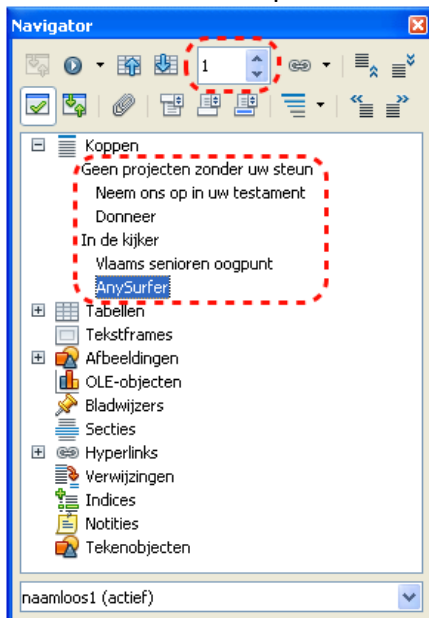 Navigator
1
Koppen
Geen projecten zonder uw steun
Neem ons op in uw testament
Donneer
In de kijker
Vlaams senioren oogpunt
AnySurfer
Tabellen
Tekstframes
Afbeeldingen
OLE-objecten
Bladwijzers
Secties
Hyperlinks
Verwijzingen
Indices
Notities
Tekenobjecten
naamloos1 (actief)